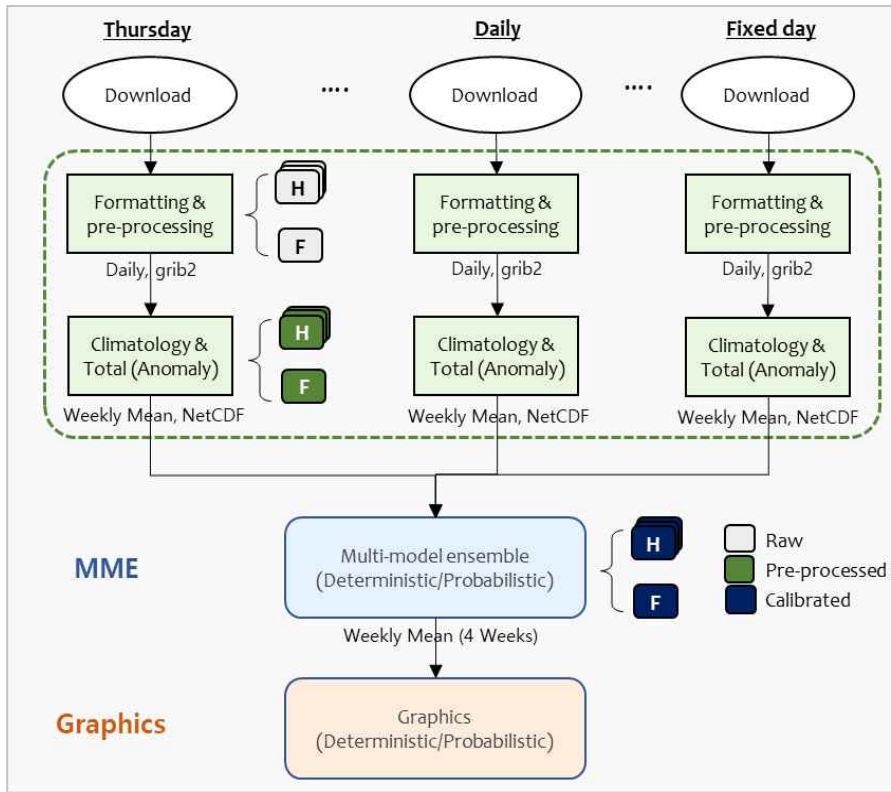 Thursday
Daily
Fixed day
Download
....
Download
....
Download
Formatting &
pre-processing
H
F
Formatting &
pre-processing
Formatting &
pre-processing
Daily, grib2
Daily, grib2
Daily, grib2
Climatology &
Total (Anomaly)
H
F
Climatology &
Total (Anomaly)
Climatology &
Total (Anomaly)
Weekly Mean, NetCDF
Weekly Mean, NetCDF
Weekly Mean, NetCDF
MME
Multi-model ensemble
(Deterministic/Probabilistic)
H
F
Raw
Pre-processed
Calibrated
Weekly Mean (4 Weeks)
Graphics
Graphics
(Deterministic/Probabilistic)